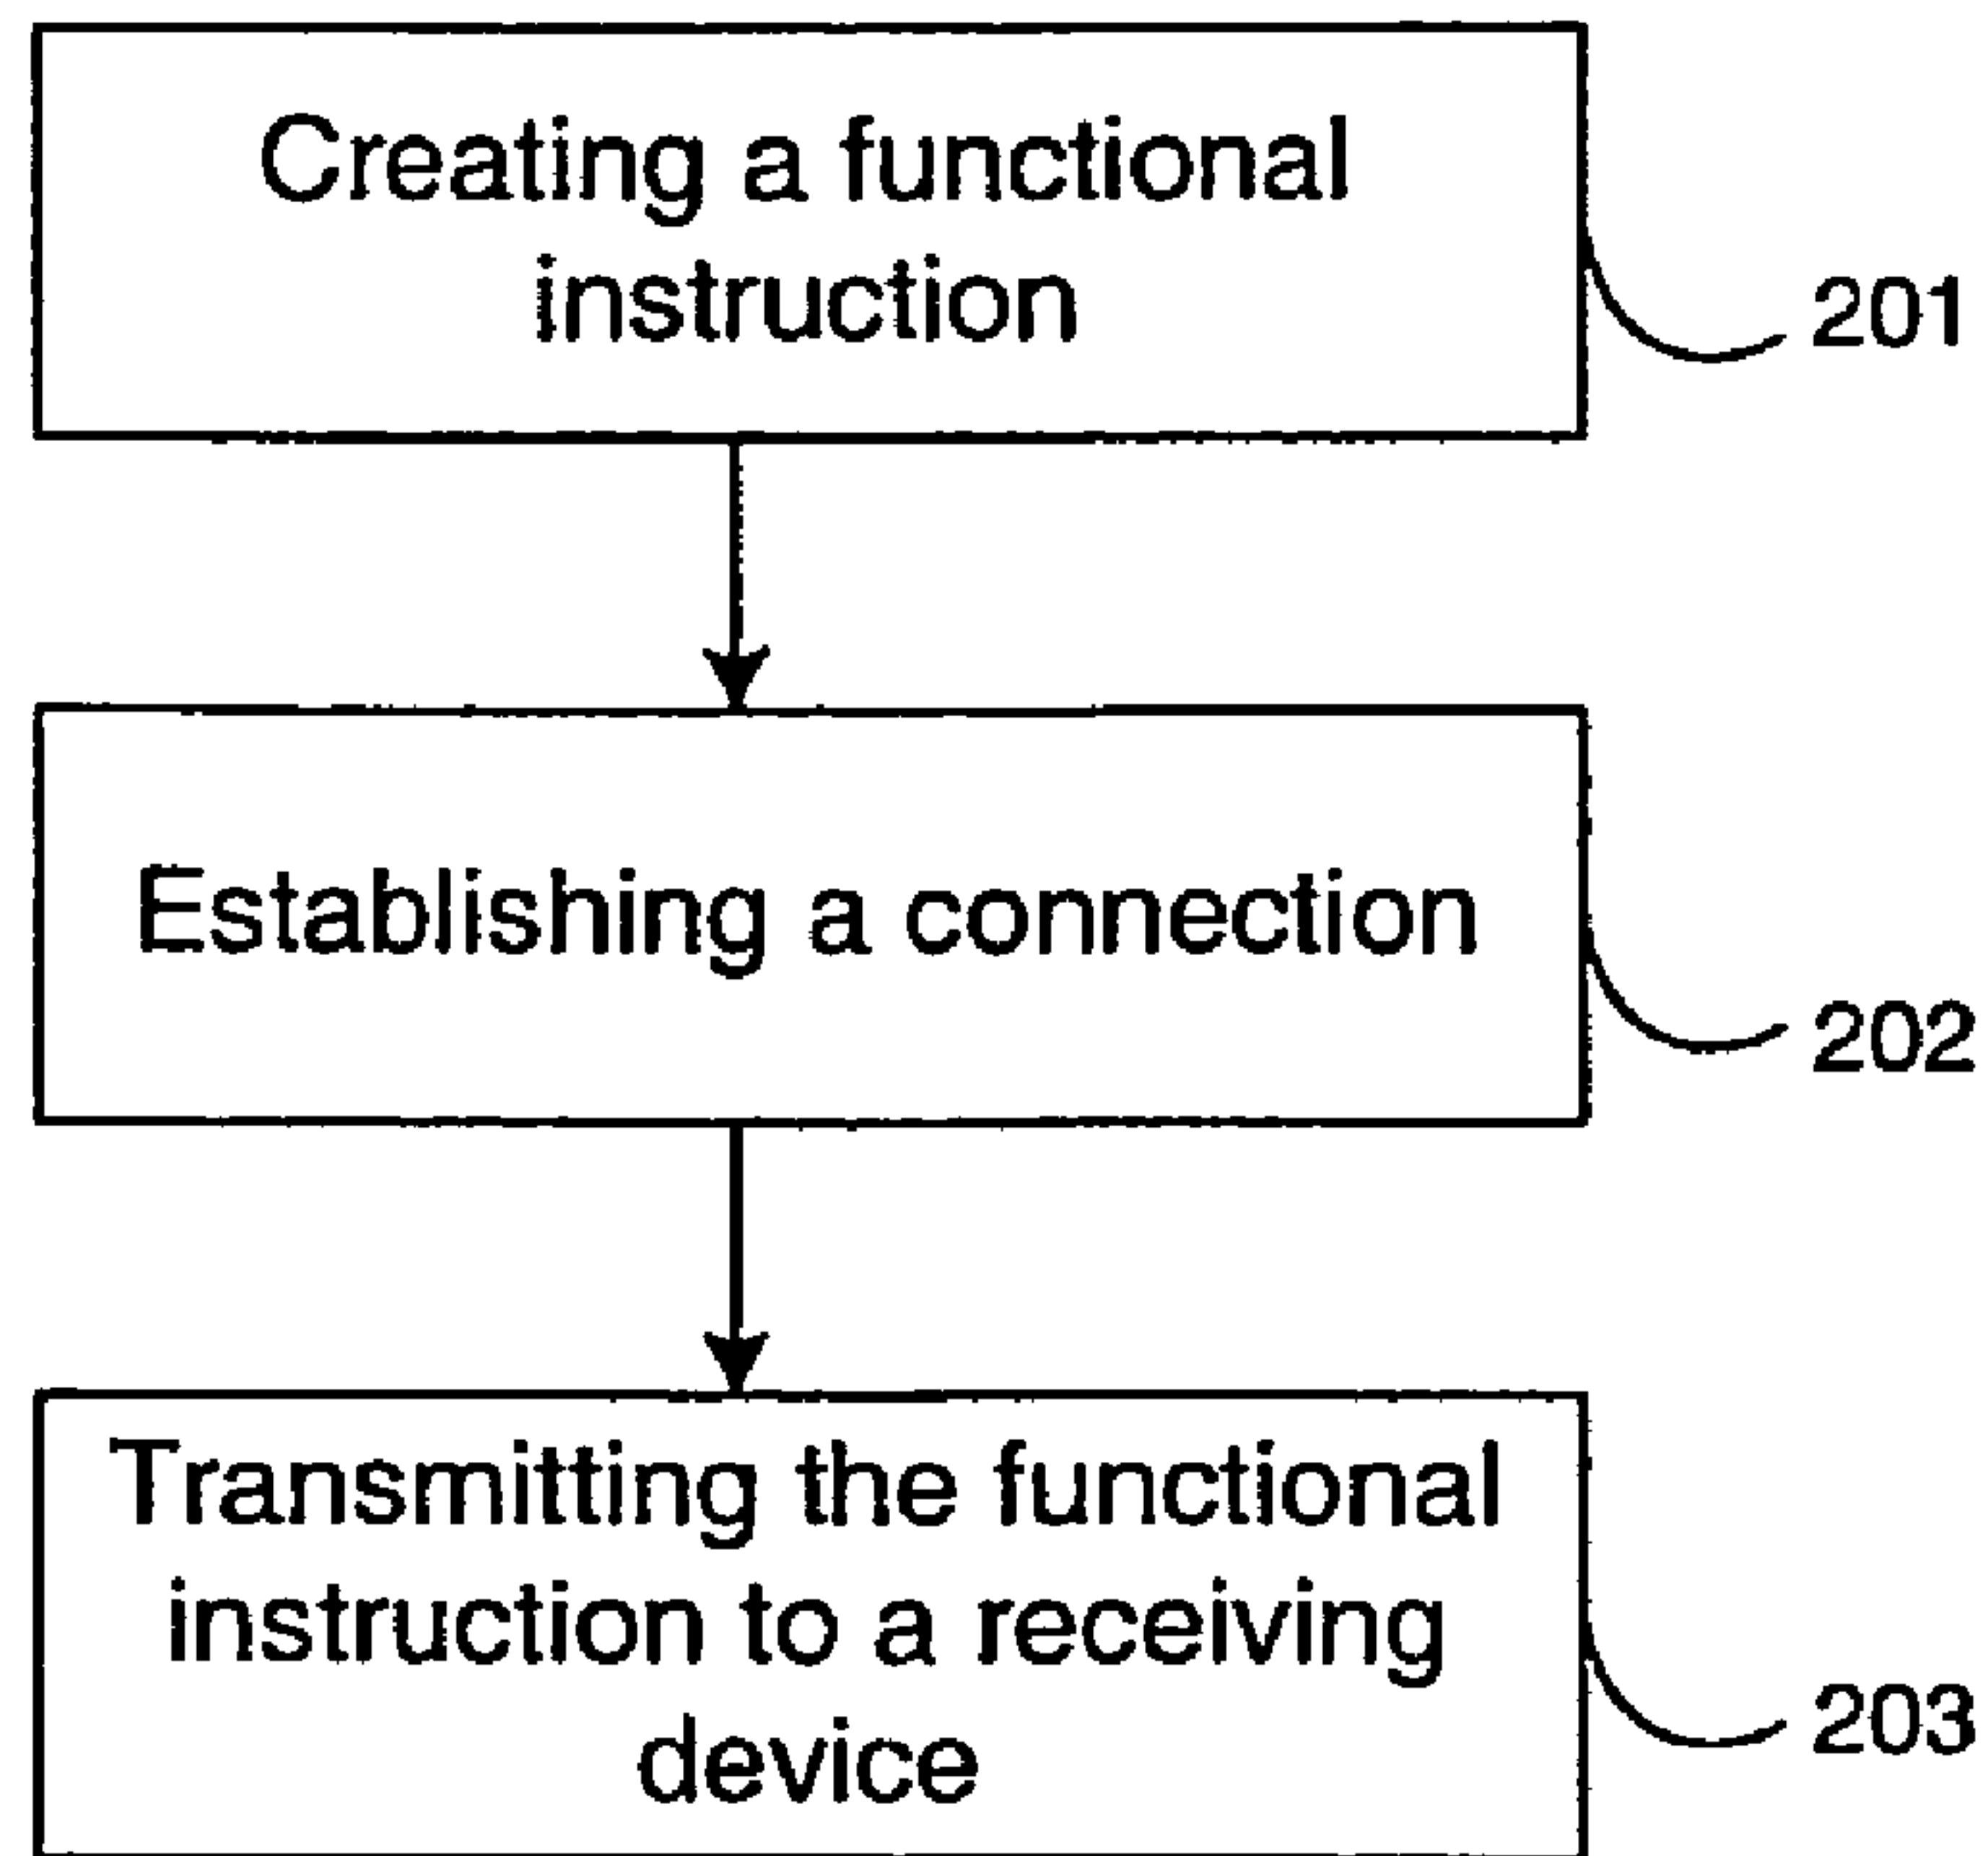 Creating a functional
instruction
201
Establishing a connection
202
Transmitting the functional
instruction to a receiving
device
203